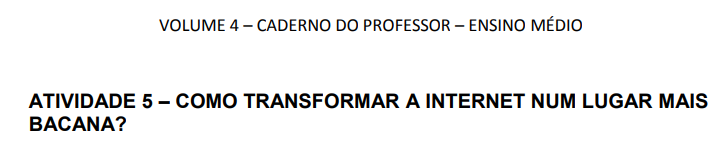 VOLUME 4 – CADERNO DO PROFESSOR – ENSINO MÉDIO
ATIVIDADE 5 – COMO TRANSFORMAR A INTERNET NUM LUGAR MAIS
BACANA?